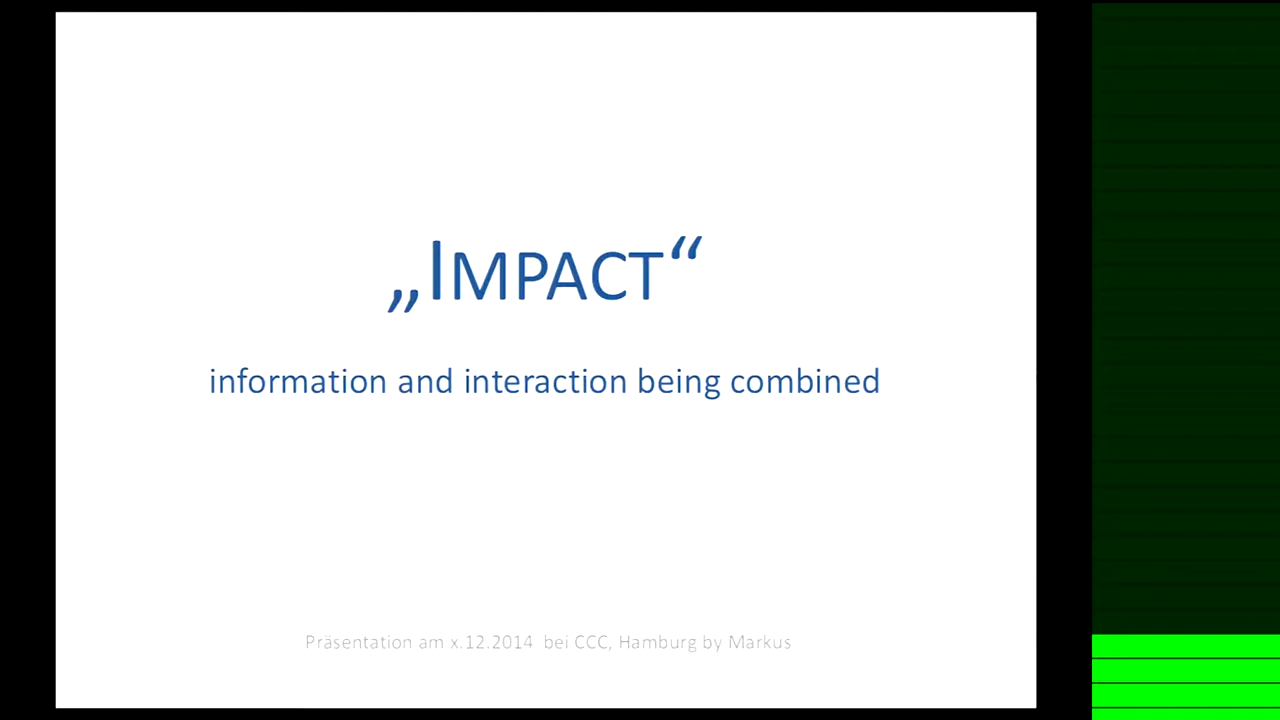 „IMPACT“
information and interaction being combined
Präsentation am x.12.2014 bei CCC, Hamburg by Markus